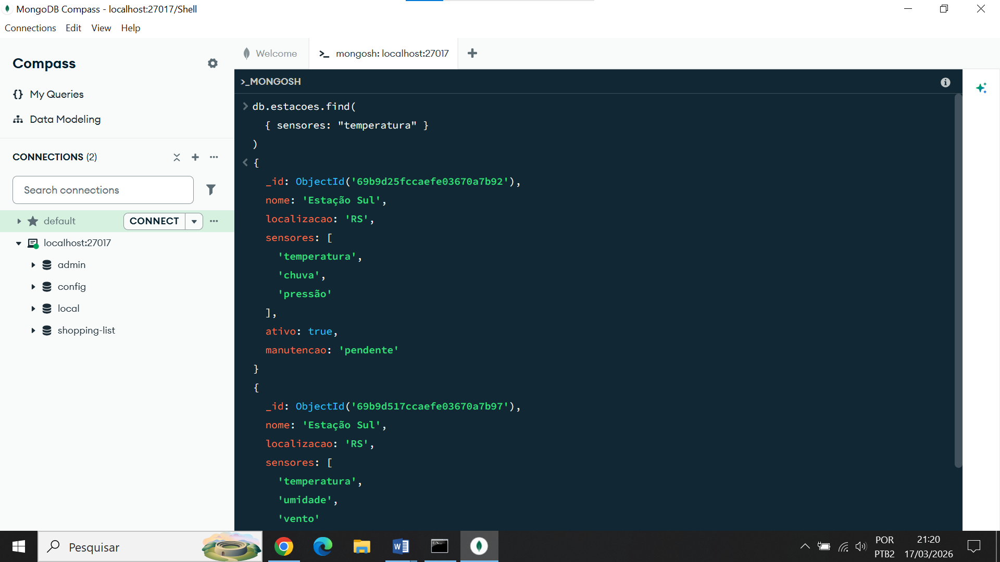 MongoDB Compass - localhost:27017/Shell
Connections Edit View Help
Compass
My Queries
Data Modeling
CONNECTIONS (2)
Search connections
default CONNECT
localhost:27017
admin
config
local
shopping-list
Welcome
>_ mongosh: localhost:27017
>_MONGOSH
db.estacoes.find(
{ sensores: "temperatura" }
)
{
_id: ObjectId('69b9d25fccaefe03670a7b92'),
nome: 'Estação Sul',
localizacao: 'RS',
sensores: [
'temperatura',
'chuva',
'pressão'
],
ativo: true,
manutencao: 'pendente'
}
{
_id: ObjectId('69b9d517ccaefe03670a7b97'),
nome: 'Estação Sul',
localizacao: 'RS',
sensores: [
'temperatura',
'umidade',
'vento'
Pesquisar
POR
PTB2
21:20
17/03/2026